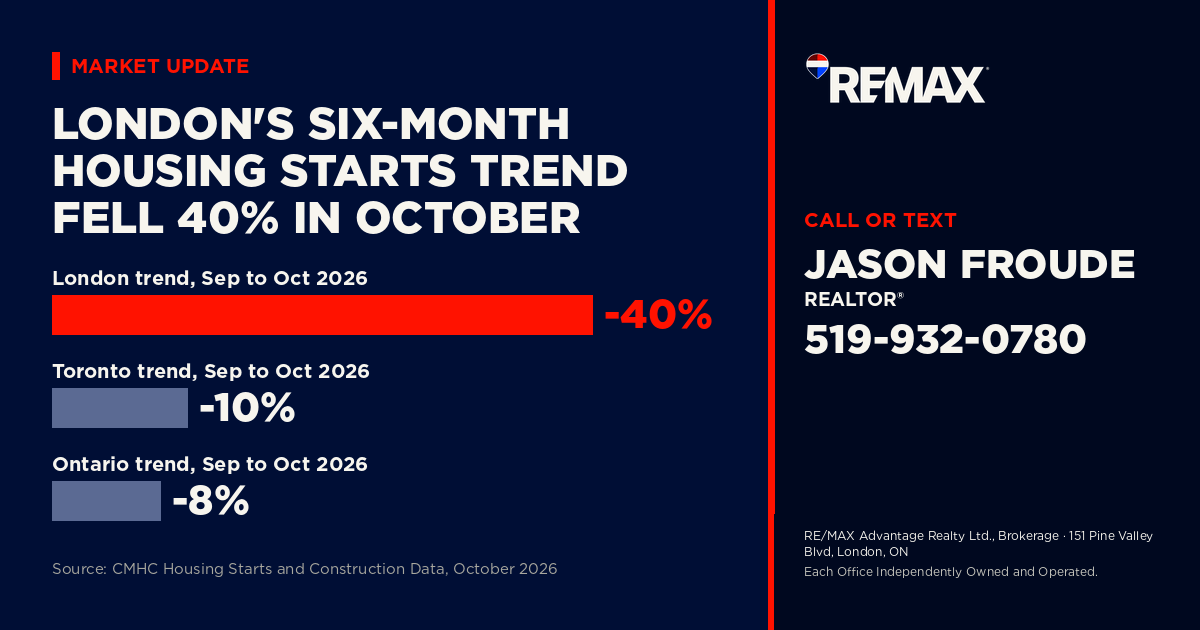 MARKET UPDATE
LONDON'S SIX-MONTH
HOUSING STARTS TREND
FELL 40% IN OCTOBER
London trend, Sep to Oct 2026
-40%
Toronto trend, Sep to Oct 2026
-10%
Ontario trend, Sep to Oct 2026
-8%
Source: CMHC Housing Starts and Construction Data, October 2026
REMAX
CALL OR TEXT
JASON FROUDE
REALTOR®
519-932-0780
RE/MAX Advantage Realty Ltd., Brokerage · 151 Pine Valley
Blvd, London, ON
Each Office Independently Owned and Operated.